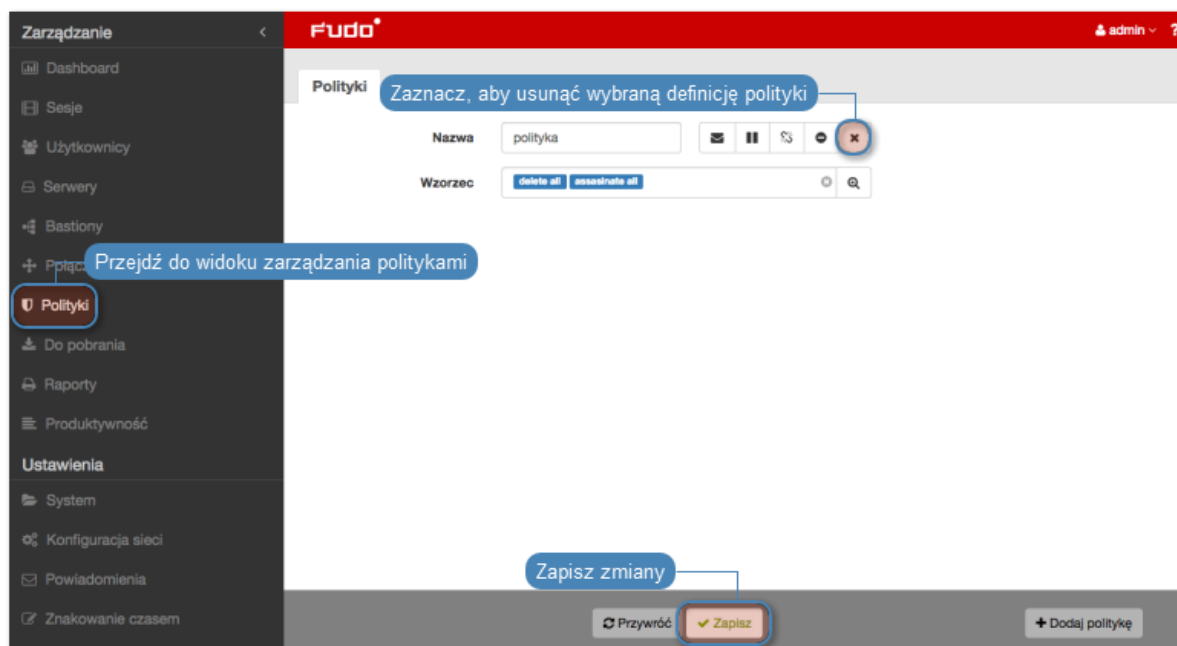 Zarządzanie
Fudo
admin
?
Dashboard
Polityki
Zaznacz, aby usunąć wybraną definicję polityki
Sesje
Nazwa
polityka
Użytkownicy
Wzorzec
delete all
assasinate all
Serwery
Bastiony
Przejdź do widoku zarządzania politykami
Polityki
Do pobrania
Raporty
Produktywność
Ustawienia
System
Konfiguracja sieci
Zapisz zmiany
Powiadomienia
Znakowanie czasem
Przywróć
Zapisz
Dodaj politykę